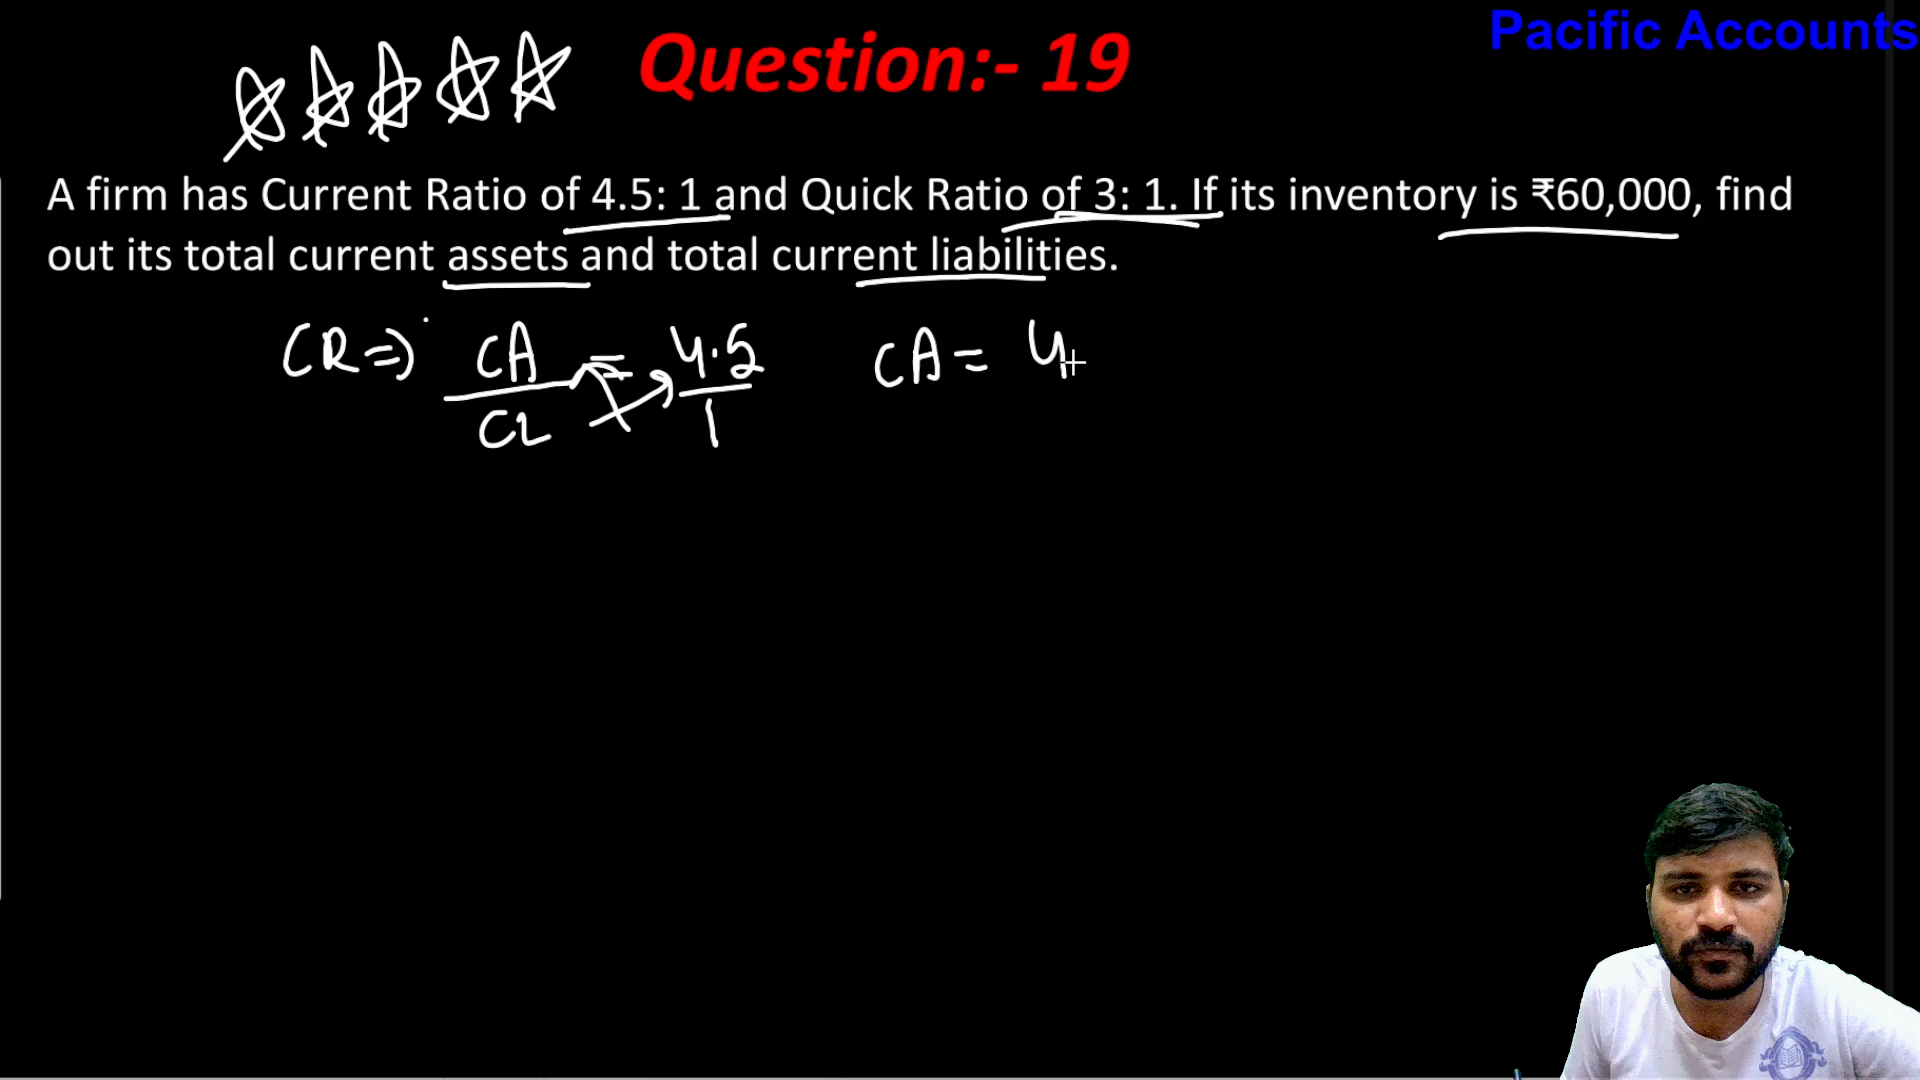 Pacific Accounts
Question:- 19
A firm has Current Ratio of 4.5: 1 and Quick Ratio of 3: 1. If its inventory is ₹60,000, find
out its total current assets and total current liabilities.
CR => CA/CL = 4.5/1 CA = 4